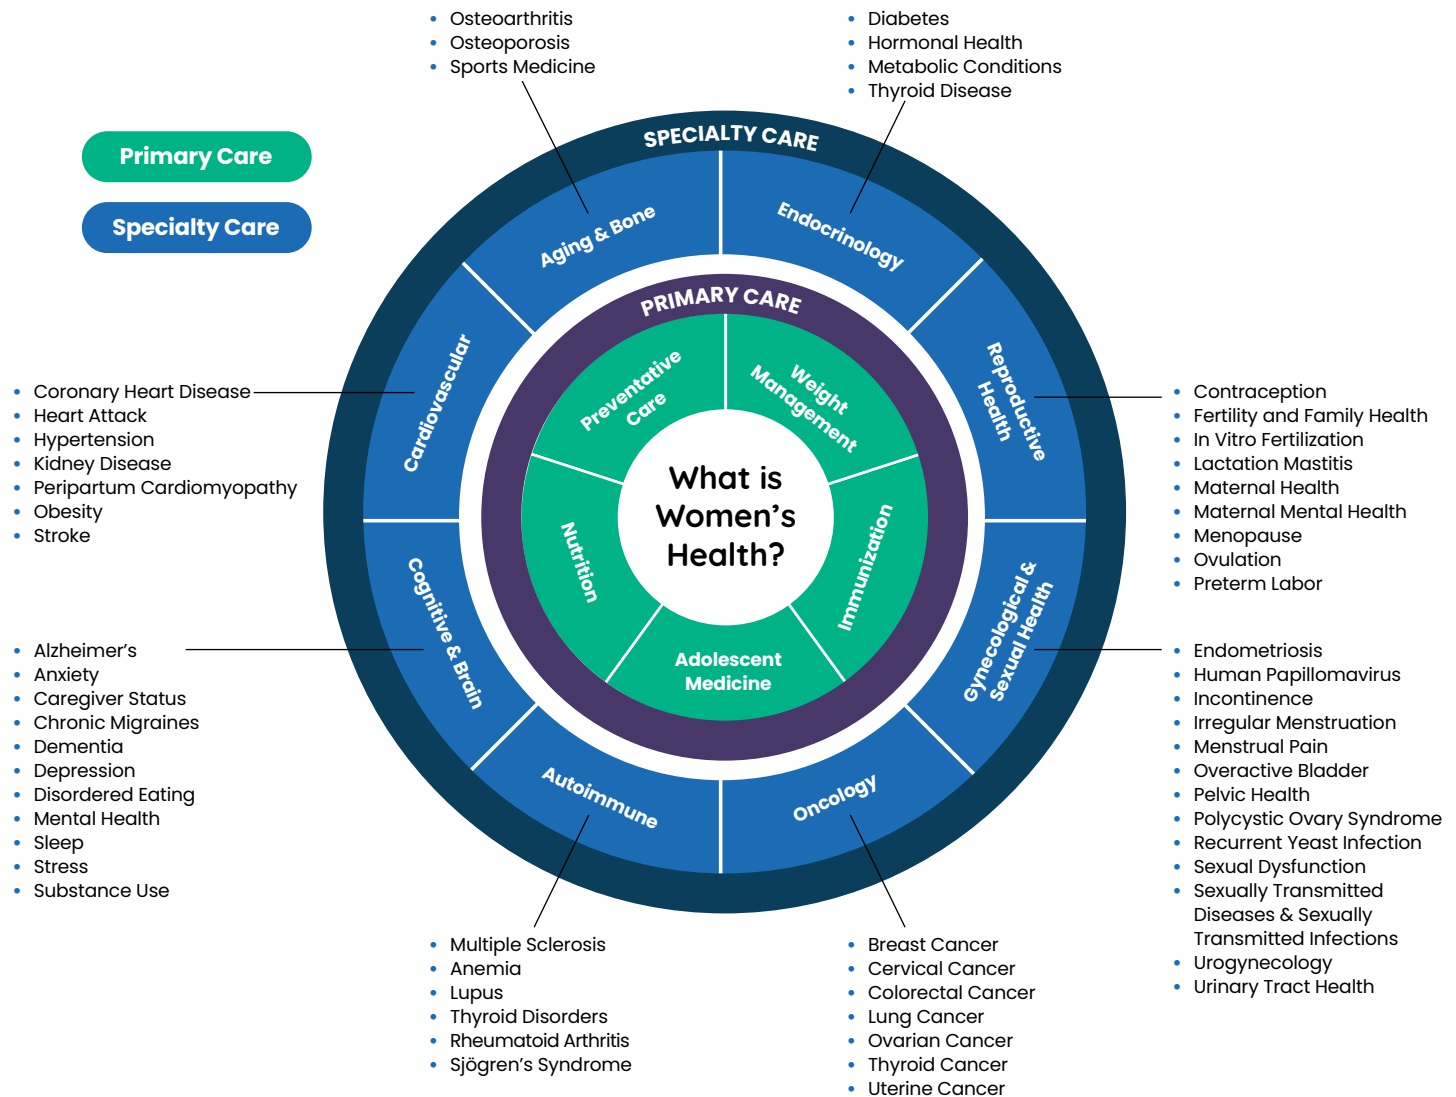 Osteoarthritis
Osteoporosis
Sports Medicine
Diabetes
Hormonal Health
Metabolic Conditions
Thyroid Disease
Primary Care
Specialty Care
SPECIALTY CARE
Aging & Bone
Endocrinology
Cardiovascular
Reproductive
Health
PRIMARY CARE
Preventative
Care
Weight
Management
What is
Women's
Health?
Nutrition
Immunization
Adolescent
Medicine
Cognitive & Brain
Gynecological &
Sexual Health
Autoimmune
Oncology
Coronary Heart Disease
Heart Attack
Hypertension
Kidney Disease
Peripartum Cardiomyopathy
Obesity
Stroke
Contraception
Fertility and Family Health
In Vitro Fertilization
Lactation Mastitis
Maternal Health
Maternal Mental Health
Menopause
Ovulation
Preterm Labor
Alzheimer's
Anxiety
Caregiver Status
Chronic Migraines
Dementia
Depression
Disordered Eating
Mental Health
Sleep
Stress
Substance Use
Endometriosis
Human Papillomavirus
Incontinence
Irregular Menstruation
Menstrual Pain
Overactive Bladder
Pelvic Health
Polycystic Ovary Syndrome
Recurrent Yeast Infection
Sexual Dysfunction
Sexually Transmitted
Diseases & Sexually
Transmitted Infections
Urogynecology
Urinary Tract Health
Multiple Sclerosis
Anemia
Lupus
Thyroid Disorders
Rheumatoid Arthritis
Sjögren's Syndrome
Breast Cancer
Cervical Cancer
Colorectal Cancer
Lung Cancer
Ovarian Cancer
Thyroid Cancer
Uterine Cancer